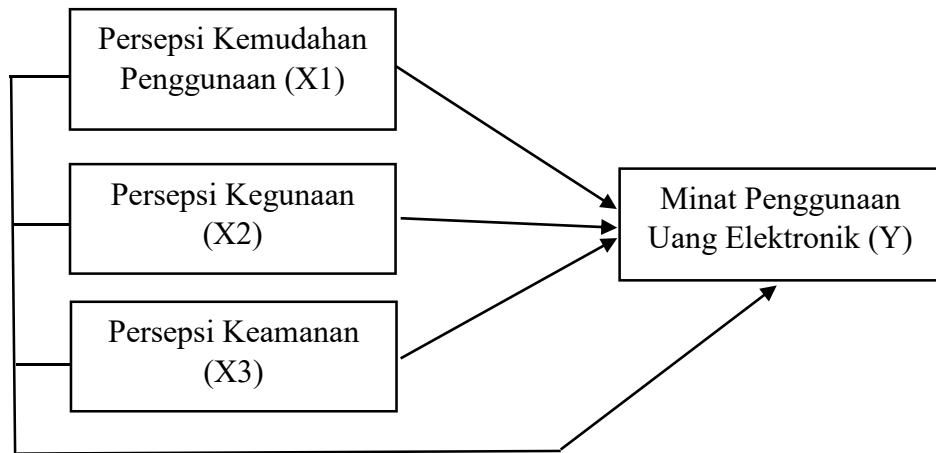 Persepsi Kemudahan
Penggunaan (X1)
Persepsi Kegunaan
(X2)
Minat Penggunaan
Uang Elektronik (Y)
Persepsi Keamanan
(X3)